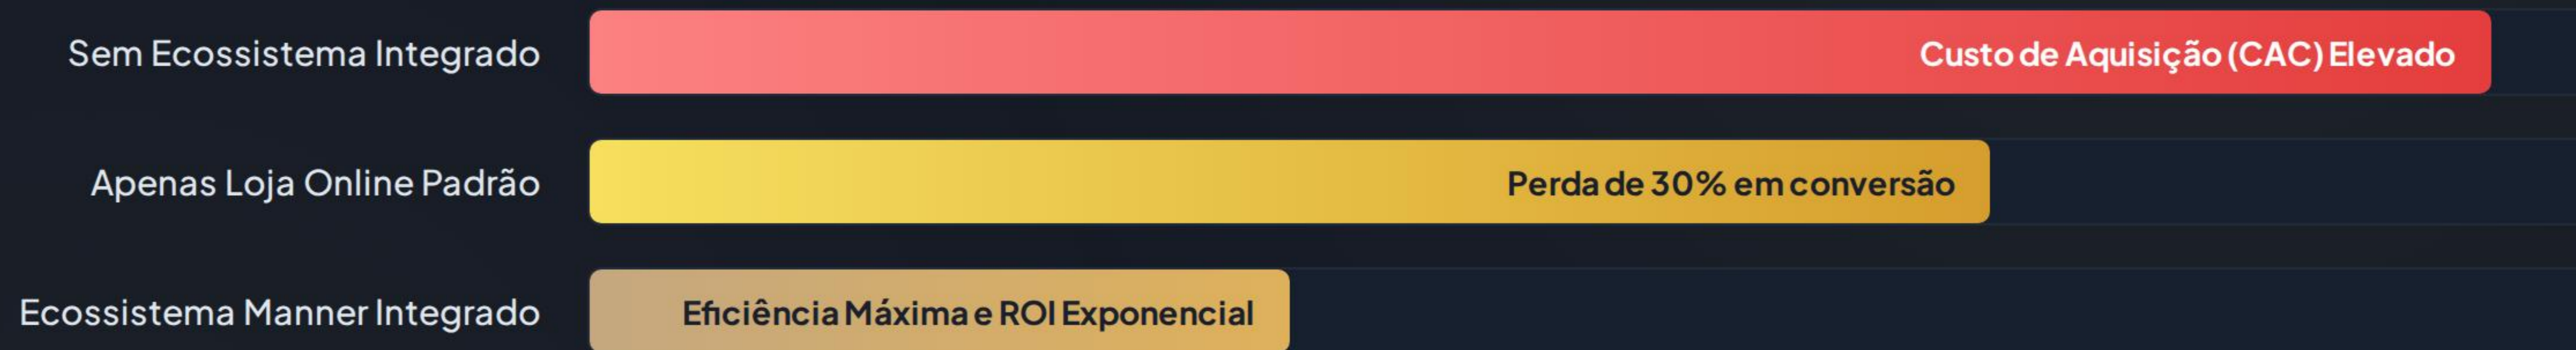 Sem Ecossistema Integrado
Custo de Aquisição (CAC) Elevado
Apenas Loja Online Padrão
Perda de 30% em conversão
Ecossistema Manner Integrado
Eficiência Máxima e ROI Exponencial